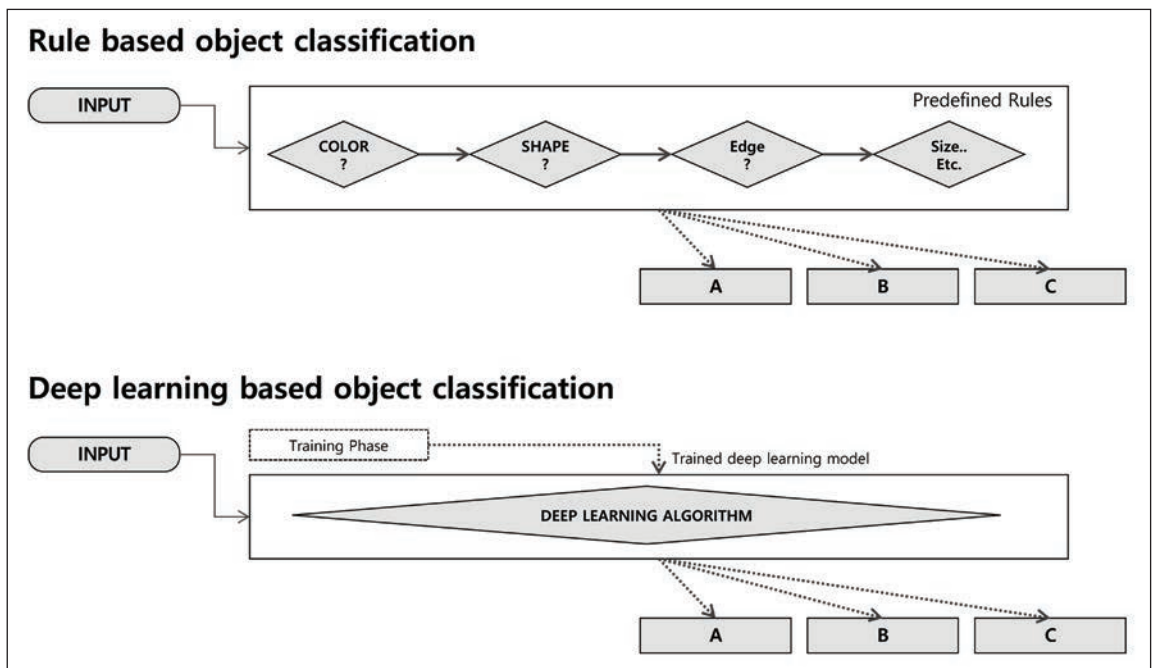 Rule based object classification
INPUT
Predefined Rules
COLOR
?
SHAPE
?
Edge
?
Size..
Etc.
A
B
C
Deep learning based object classification
INPUT
Training Phase
Trained deep learning model
DEEP LEARNING ALGORITHM
A
B
C